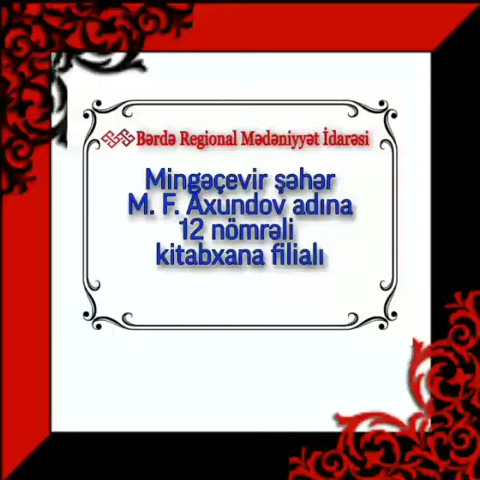 Bərdə Regional Mədəniyyət İdarəsi
Mingəçevir şəhər
M. F. Axundov adına
12 nömrəli
kitabxana filialı